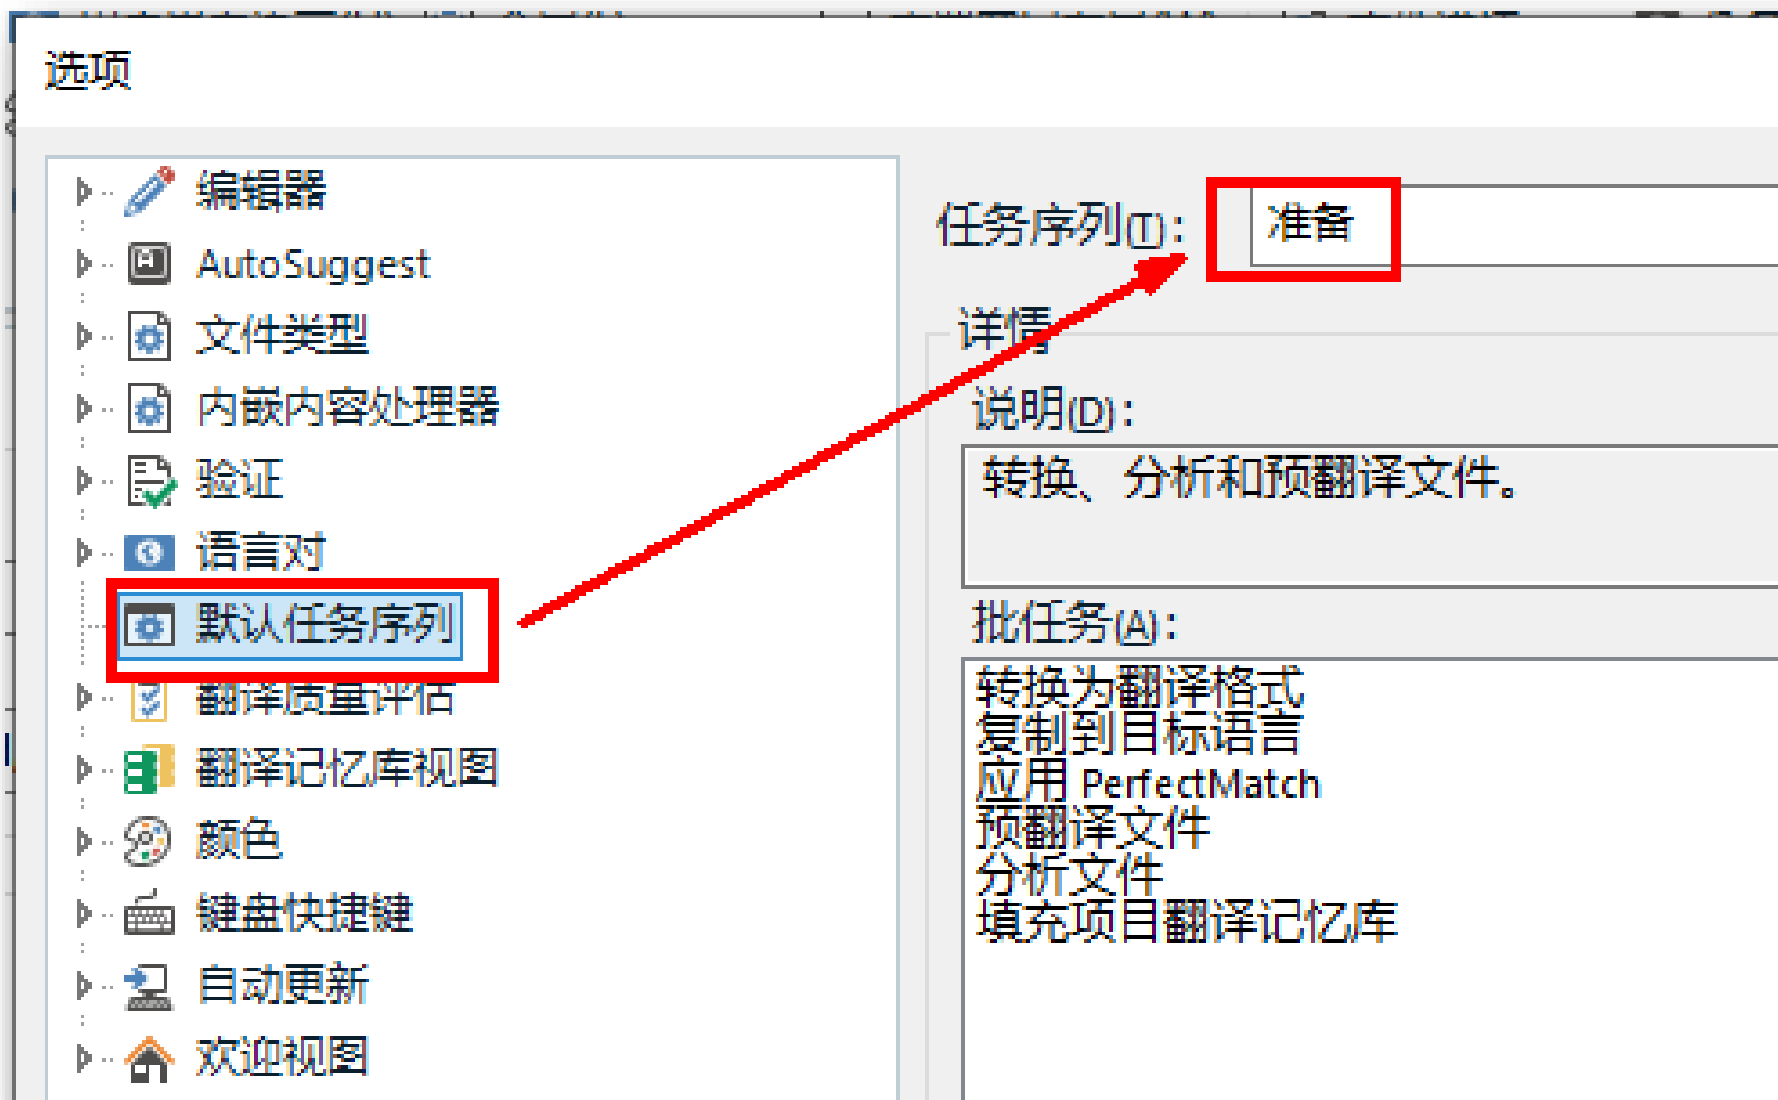 选项
编辑器
AutoSuggest
文件类型
内嵌内容处理器
验证
语言对
默认任务序列
翻译质量评估
翻译记忆库视图
颜色
键盘快捷键
自动更新
欢迎视图
任务序列(T)：
准备
详情
说明(D)：
转换、分析和预翻译文件。
批任务(A)：
转换为翻译格式
复制到目标语言
应用 PerfectMatch
预翻译文件
分析文件
填充项目翻译记忆库